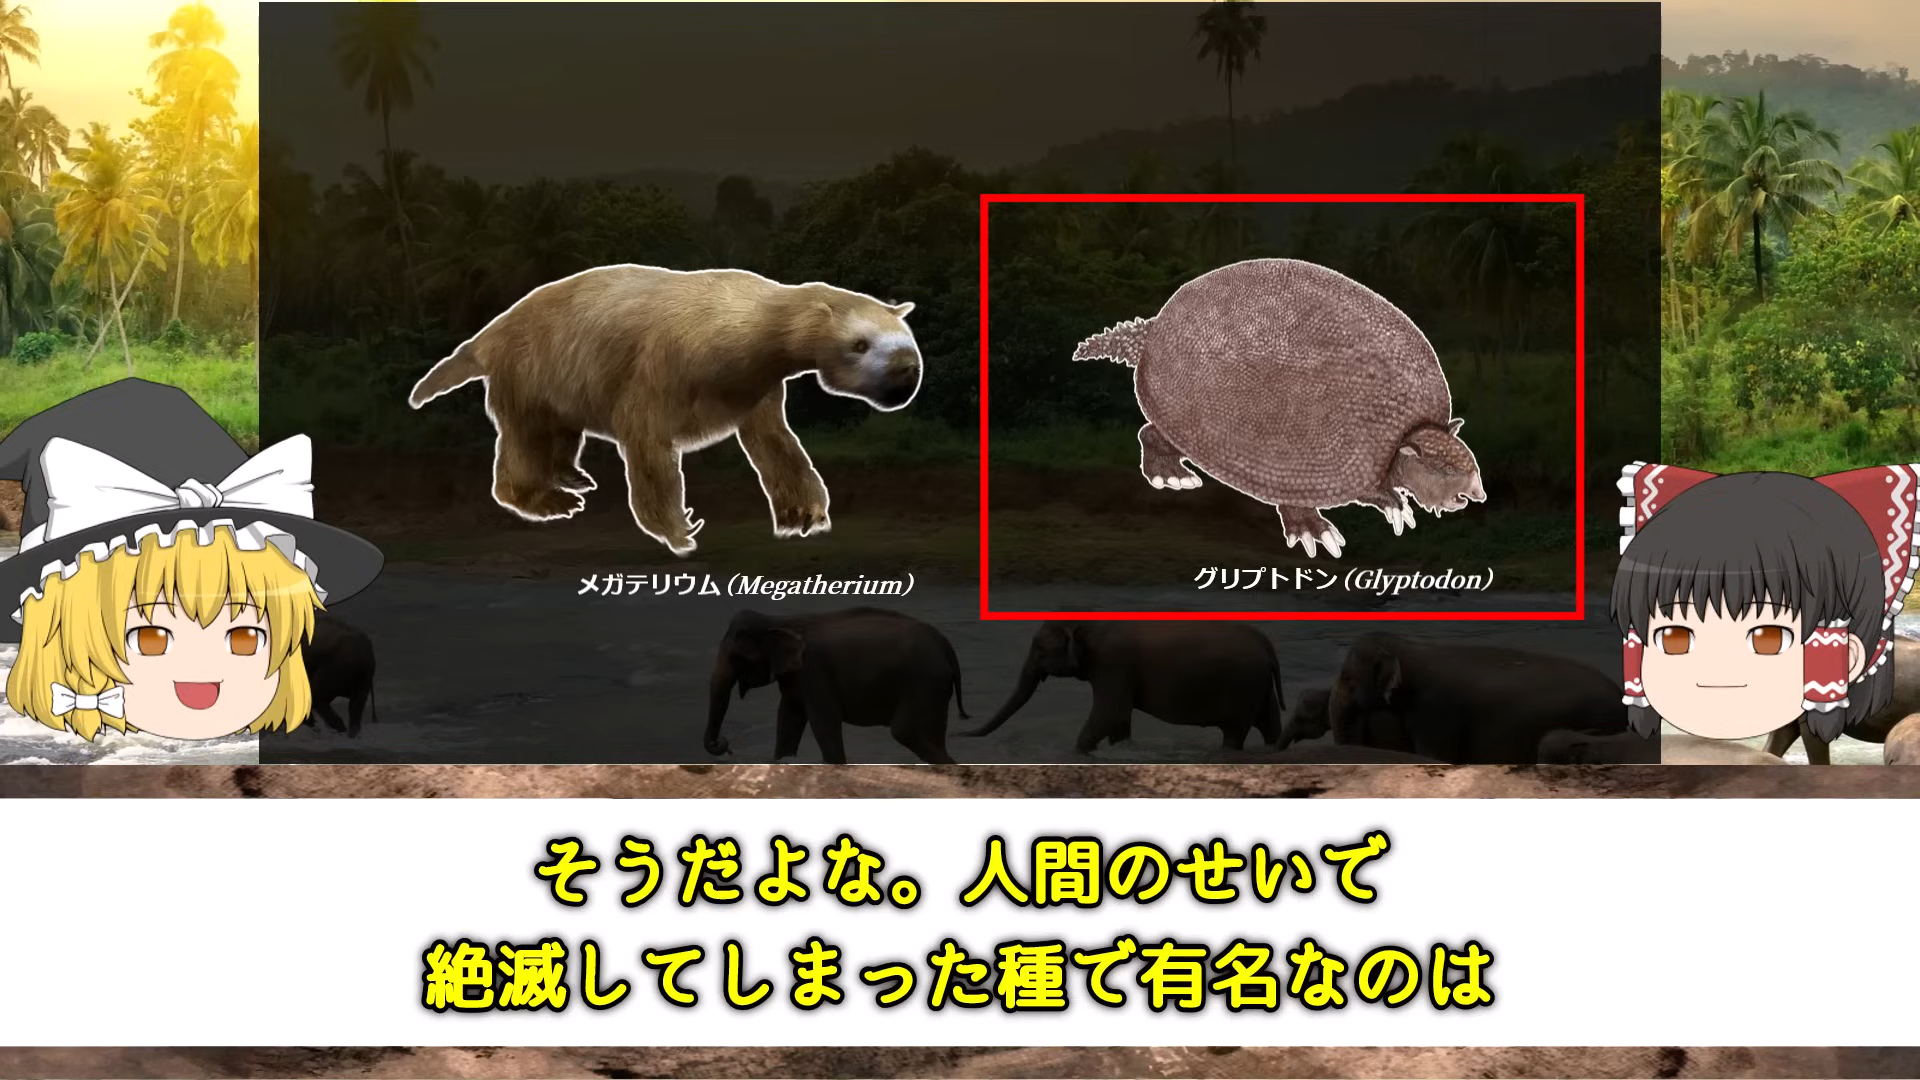 メガテリウム（Megatherium）
グリプトドン（Glyptodon）
そうだよな。人間のせいで
絶滅してしまった種で有名なのは